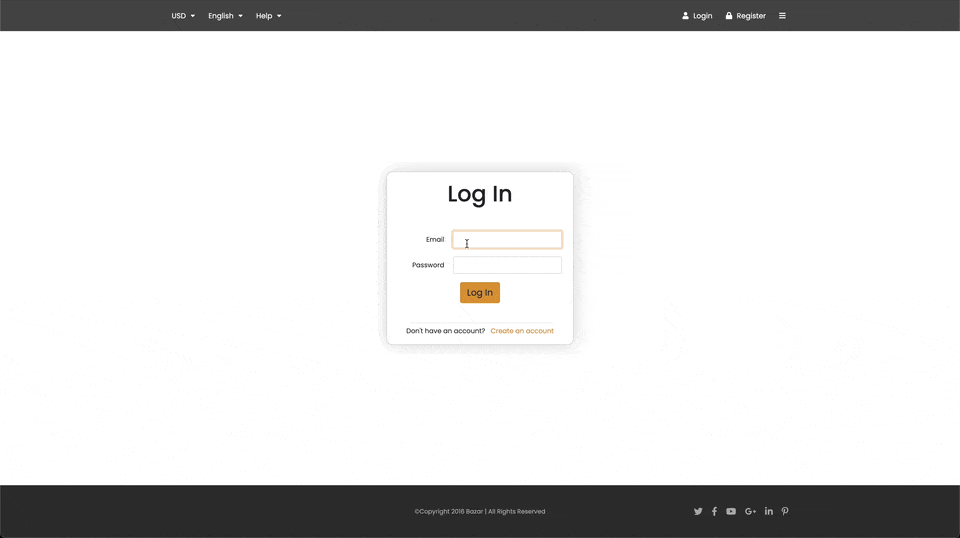 USD English Help Login Register
Log In
Email
Password
Log In
Don't have an account? Create an account
©Copyright 2016 Bazar | All Rights Reserved